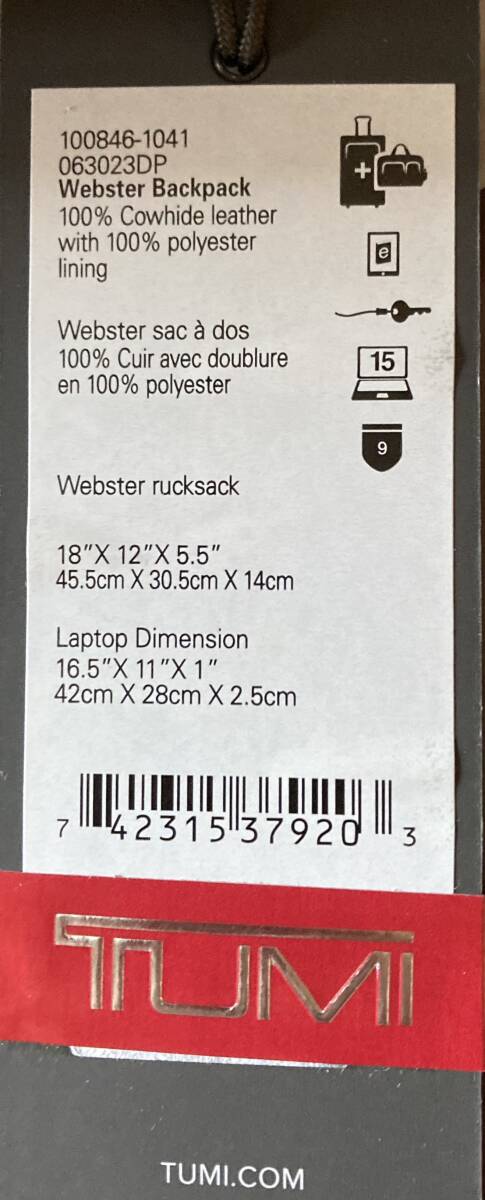 100846-1041
063023DP
Webster Backpack
100% Cowhide leather
with 100% polyester
lining
e
Webster sac à dos
100% Cuir avec doublure
en 100% polyester
15
9
Webster rucksack
18"X 12"X 5.5"
45.5cm X 30.5cm X 14cm
Laptop Dimension
16.5"X 11"X 1"
42cm X 28cm X 2.5cm
7 42315 37920 3
TUMI
TUMI.COM